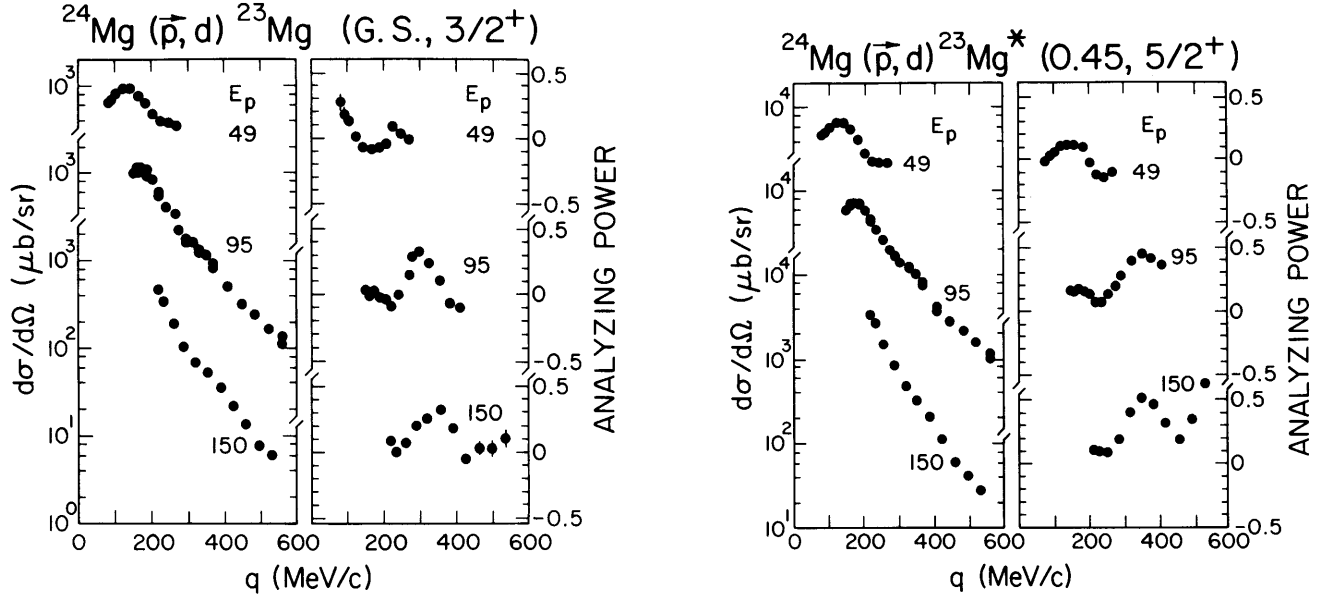 ²⁴Mg (p⃗, d) ²³Mg (G.S., 3/2⁺)
dσ/dΩ (μb/sr)
10³
10³
10³
10²
10¹
10⁰
95
150
Eₚ
49
0 200 400 600
Eₚ
49
95
150
200 400 600
0.5
0
-0.5
0.5
0
-0.5
0.5
0
-0.5
ANALYZING POWER
q (MeV/c)
²⁴Mg (p⃗, d) ²³Mg* (0.45, 5/2⁺)
dσ/dΩ (μb/sr)
10⁴
10⁴
10⁴
10³
10²
10¹
Eₚ
49
95
150
0 200 400 600
Eₚ
49
95
150
200 400 600
0.5
0
-0.5
0.5
0
-0.5
0.5
0
-0.5
ANALYZING POWER
q (MeV/c)